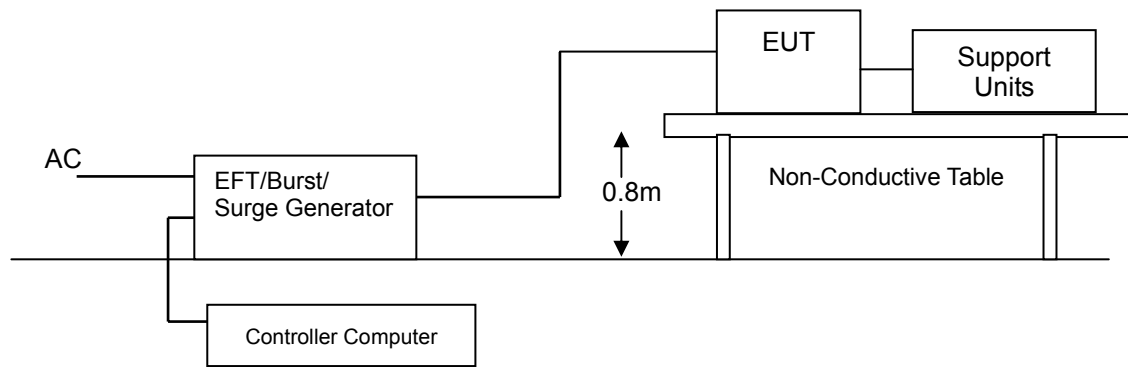 EUT
Support
Units
AC
EFT/Burst/
Surge Generator
0.8m
Non-Conductive Table
Controller Computer